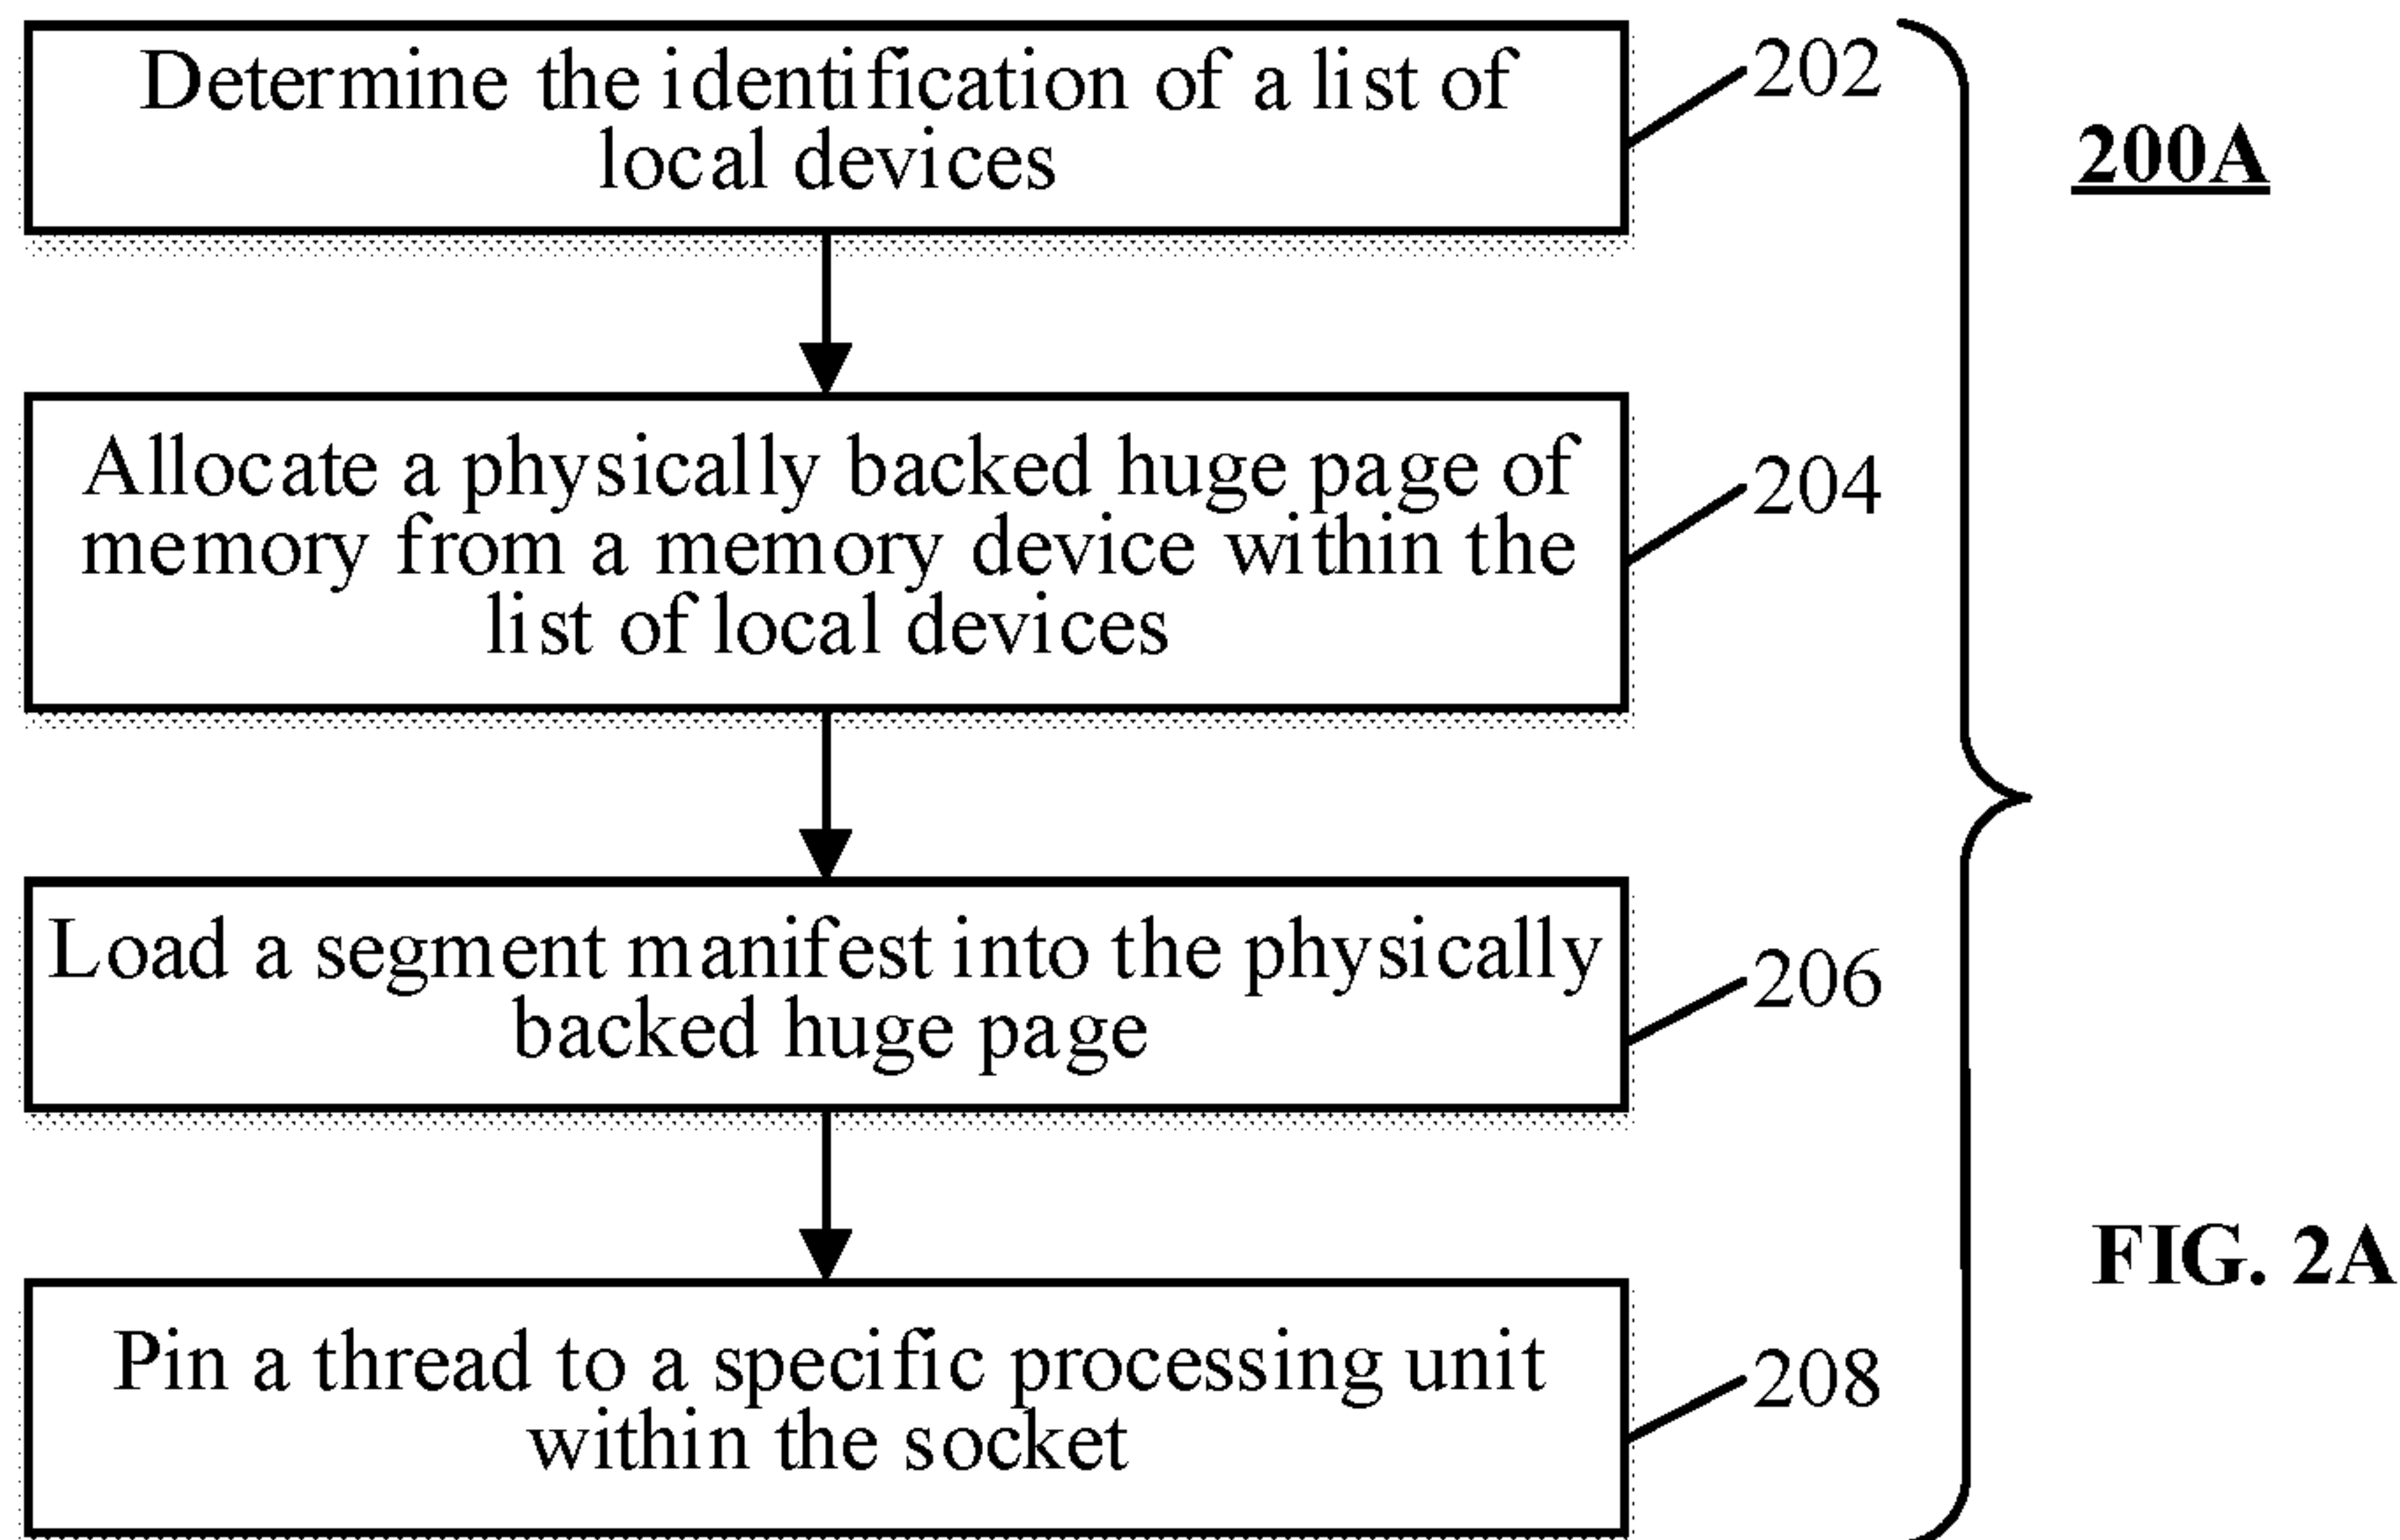 Determine the identification of a list of
local devices
202
200A
Allocate a physically backed huge page of
memory from a memory device within the
list of local devices
204
Load a segment manifest into the physically
backed huge page
206
Pin a thread to a specific processing unit
within the socket
208
FIG. 2A